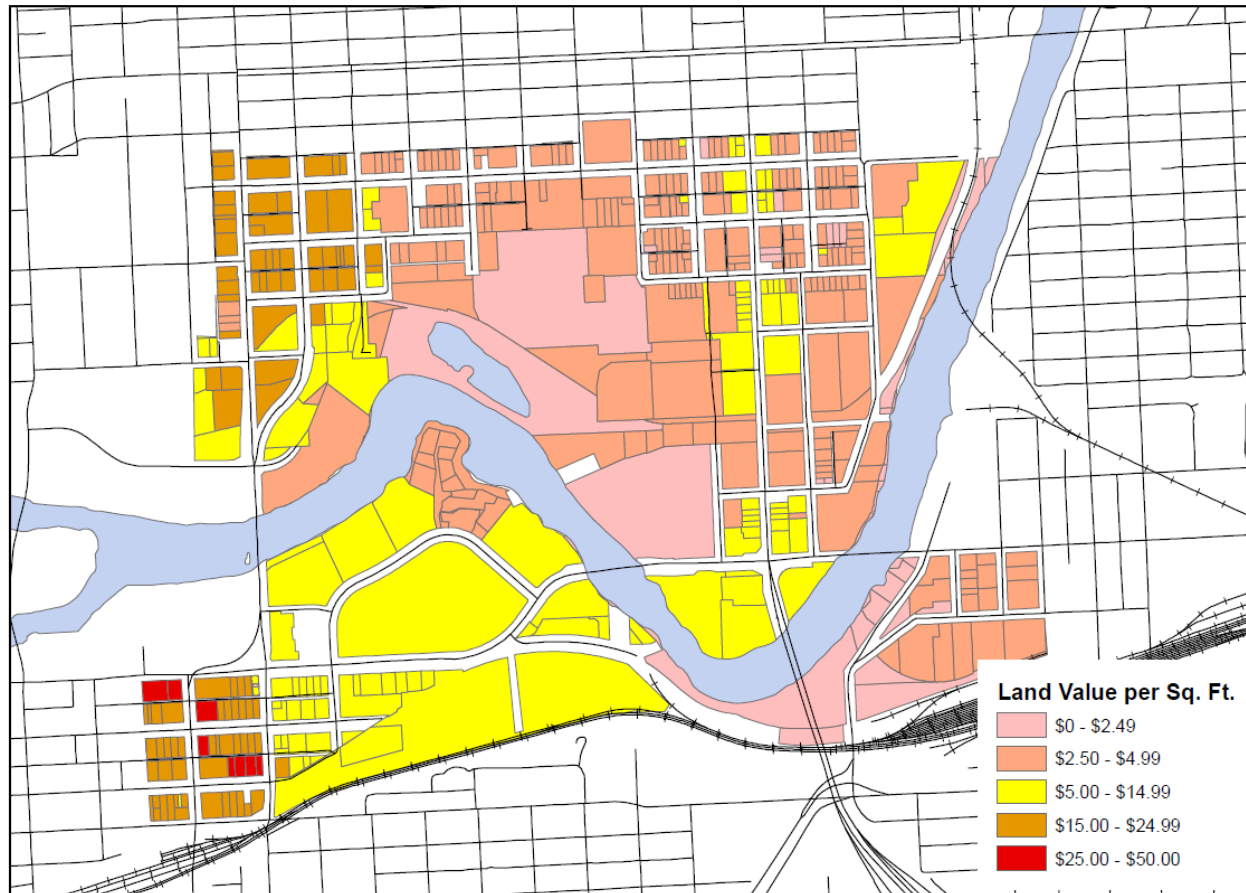 Land Value per Sq. Ft.
$0 - $2.49
$2.50 - $4.99
$5.00 - $14.99
$15.00 - $24.99
$25.00 - $50.00